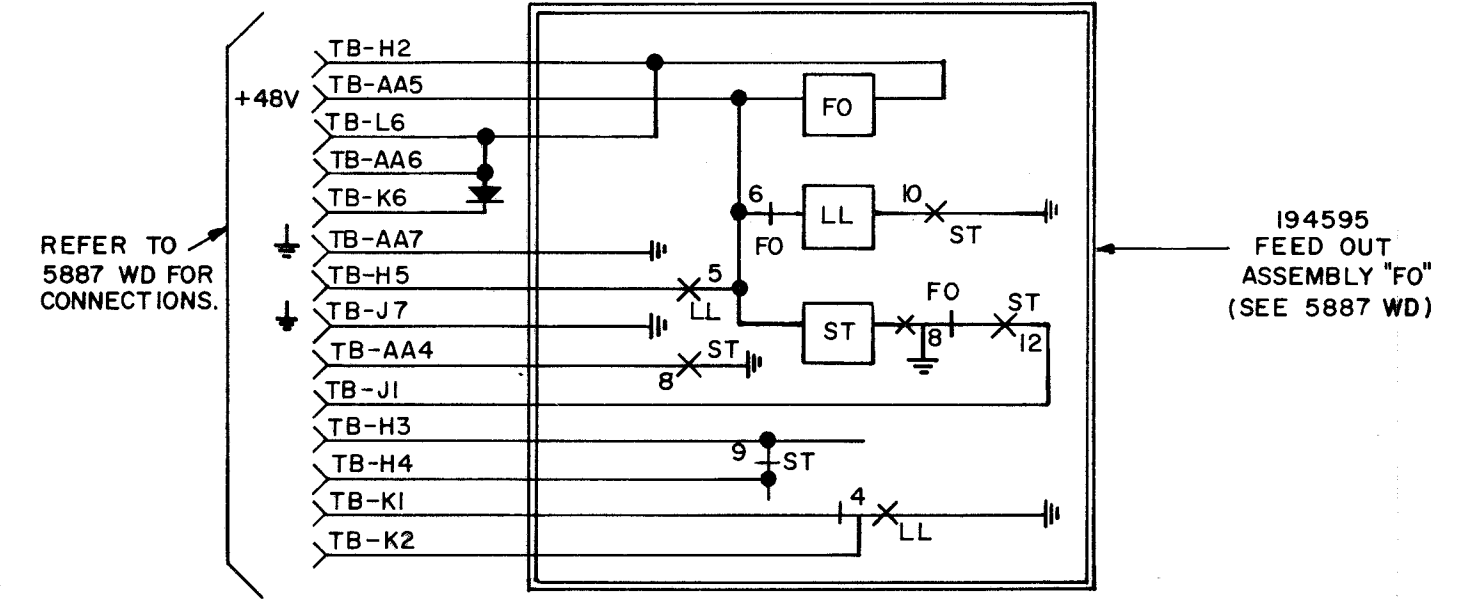 TB-H2
+48V TB-AA5
FO
TB-L6
TB-AA6
TB-K6
6 LL 10
FO ST
REFER TO
5887 WD FOR
CONNECTIONS.
TB-AA7
TB-H5 5
LL
TB-J7
ST 8 FO ST 12
TB-AA4 8 ST
TB-J1
TB-H3
9 ST
TB-H4
TB-K1 4
LL
TB-K2
194595
FEED OUT
ASSEMBLY "FO"
(SEE 5887 WD)